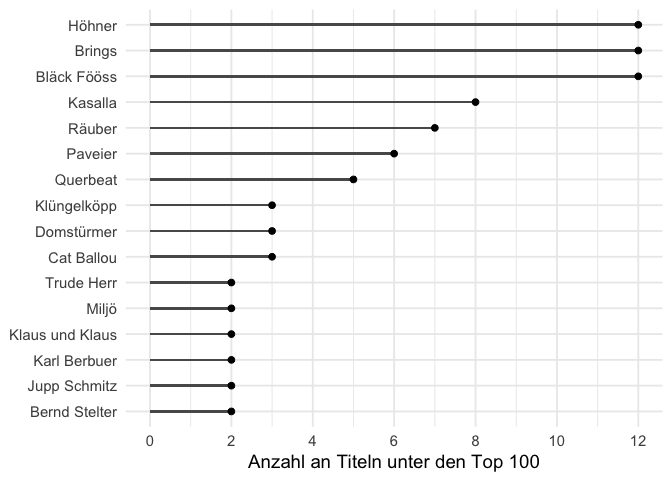 Höhner
Brings
Bläck Fööss
Kasalla
Räuber
Paveier
Querbeat
Klüngelköpp
Domstürmer
Cat Ballou
Trude Herr
Miljö
Klaus und Klaus
Karl Berbuer
Jupp Schmitz
Bernd Stelter
0 2 4 6 8 10 12
Anzahl an Titeln unter den Top 100